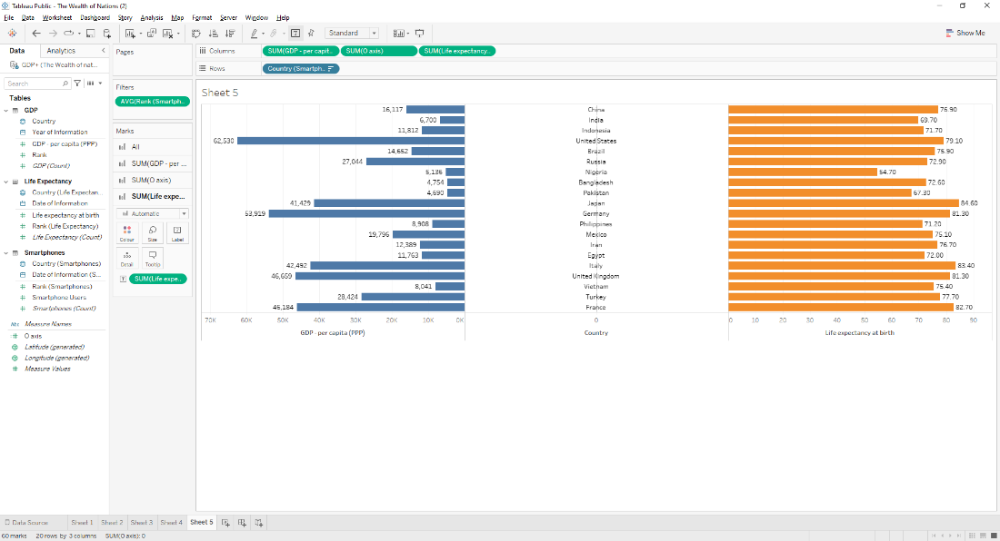 Tableau Public - The Wealth of Nations (2)
File Data Worksheet Dashboard Story Analysis Map Format Server Window Help
Standard
Show Me
Data Analytics
GDP+ (The Wealth of nat...
Search
Tables
GDP
Country
Year of Information
GDP - per capita (PPP)
Rank
GDP (Count)
Life Expectancy
Country (Life Expectan...
Date of Information
Life expectancy at birth
Rank (Life Expectancy)
Life Expectancy (Count)
Smartphones
Country (Smartphones)
Date of Information (S...
Rank (Smartphones)
Smartphone Users
Smartphones (Count)
Abc Measure Names
0 axis
Latitude (generated)
Longitude (generated)
Measure Values
Pages
Filters
AVG(Rank (Smartph..
Marks
All
SUM(GDP - per ...
SUM(0 axis)
SUM(Life expe...
Automatic
Colour Size Label
Detail Tooltip
SUM(Life expe..
Columns SUM(GDP - per capit.. SUM(0 axis) SUM(Life expectancy..
Rows Country (Smartph..
Sheet 5
16,117 China 76.90
6,700 India 69.70
11,812 Indonesia 71.70
62,530 United States 79.10
14,652 Brazil 75.90
27,044 Russia 72.90
5,136 Nigeria 54.70
4,754 Bangladesh 72.60
4,690 Pakistan 67.30
41,429 Japan 84.60
53,919 Germany 81.30
8,908 Philippines 71.20
19,796 Mexico 75.10
12,389 Iran 76.70
11,763 Egypt 72.00
42,492 Italy 83.40
46,659 United Kingdom 81.30
8,041 Vietnam 75.40
28,424 Turkey 77.70
46,184 France 82.70
70K 60K 50K 40K 30K 20K 10K 0K 0 0 10 20 30 40 50 60 70 80 90
GDP - per capita (PPP) Country Life expectancy at birth
Data Source Sheet 1 Sheet 2 Sheet 3 Sheet 4 Sheet 5
60 marks 20 rows by 3 columns SUM(0 axis): 0